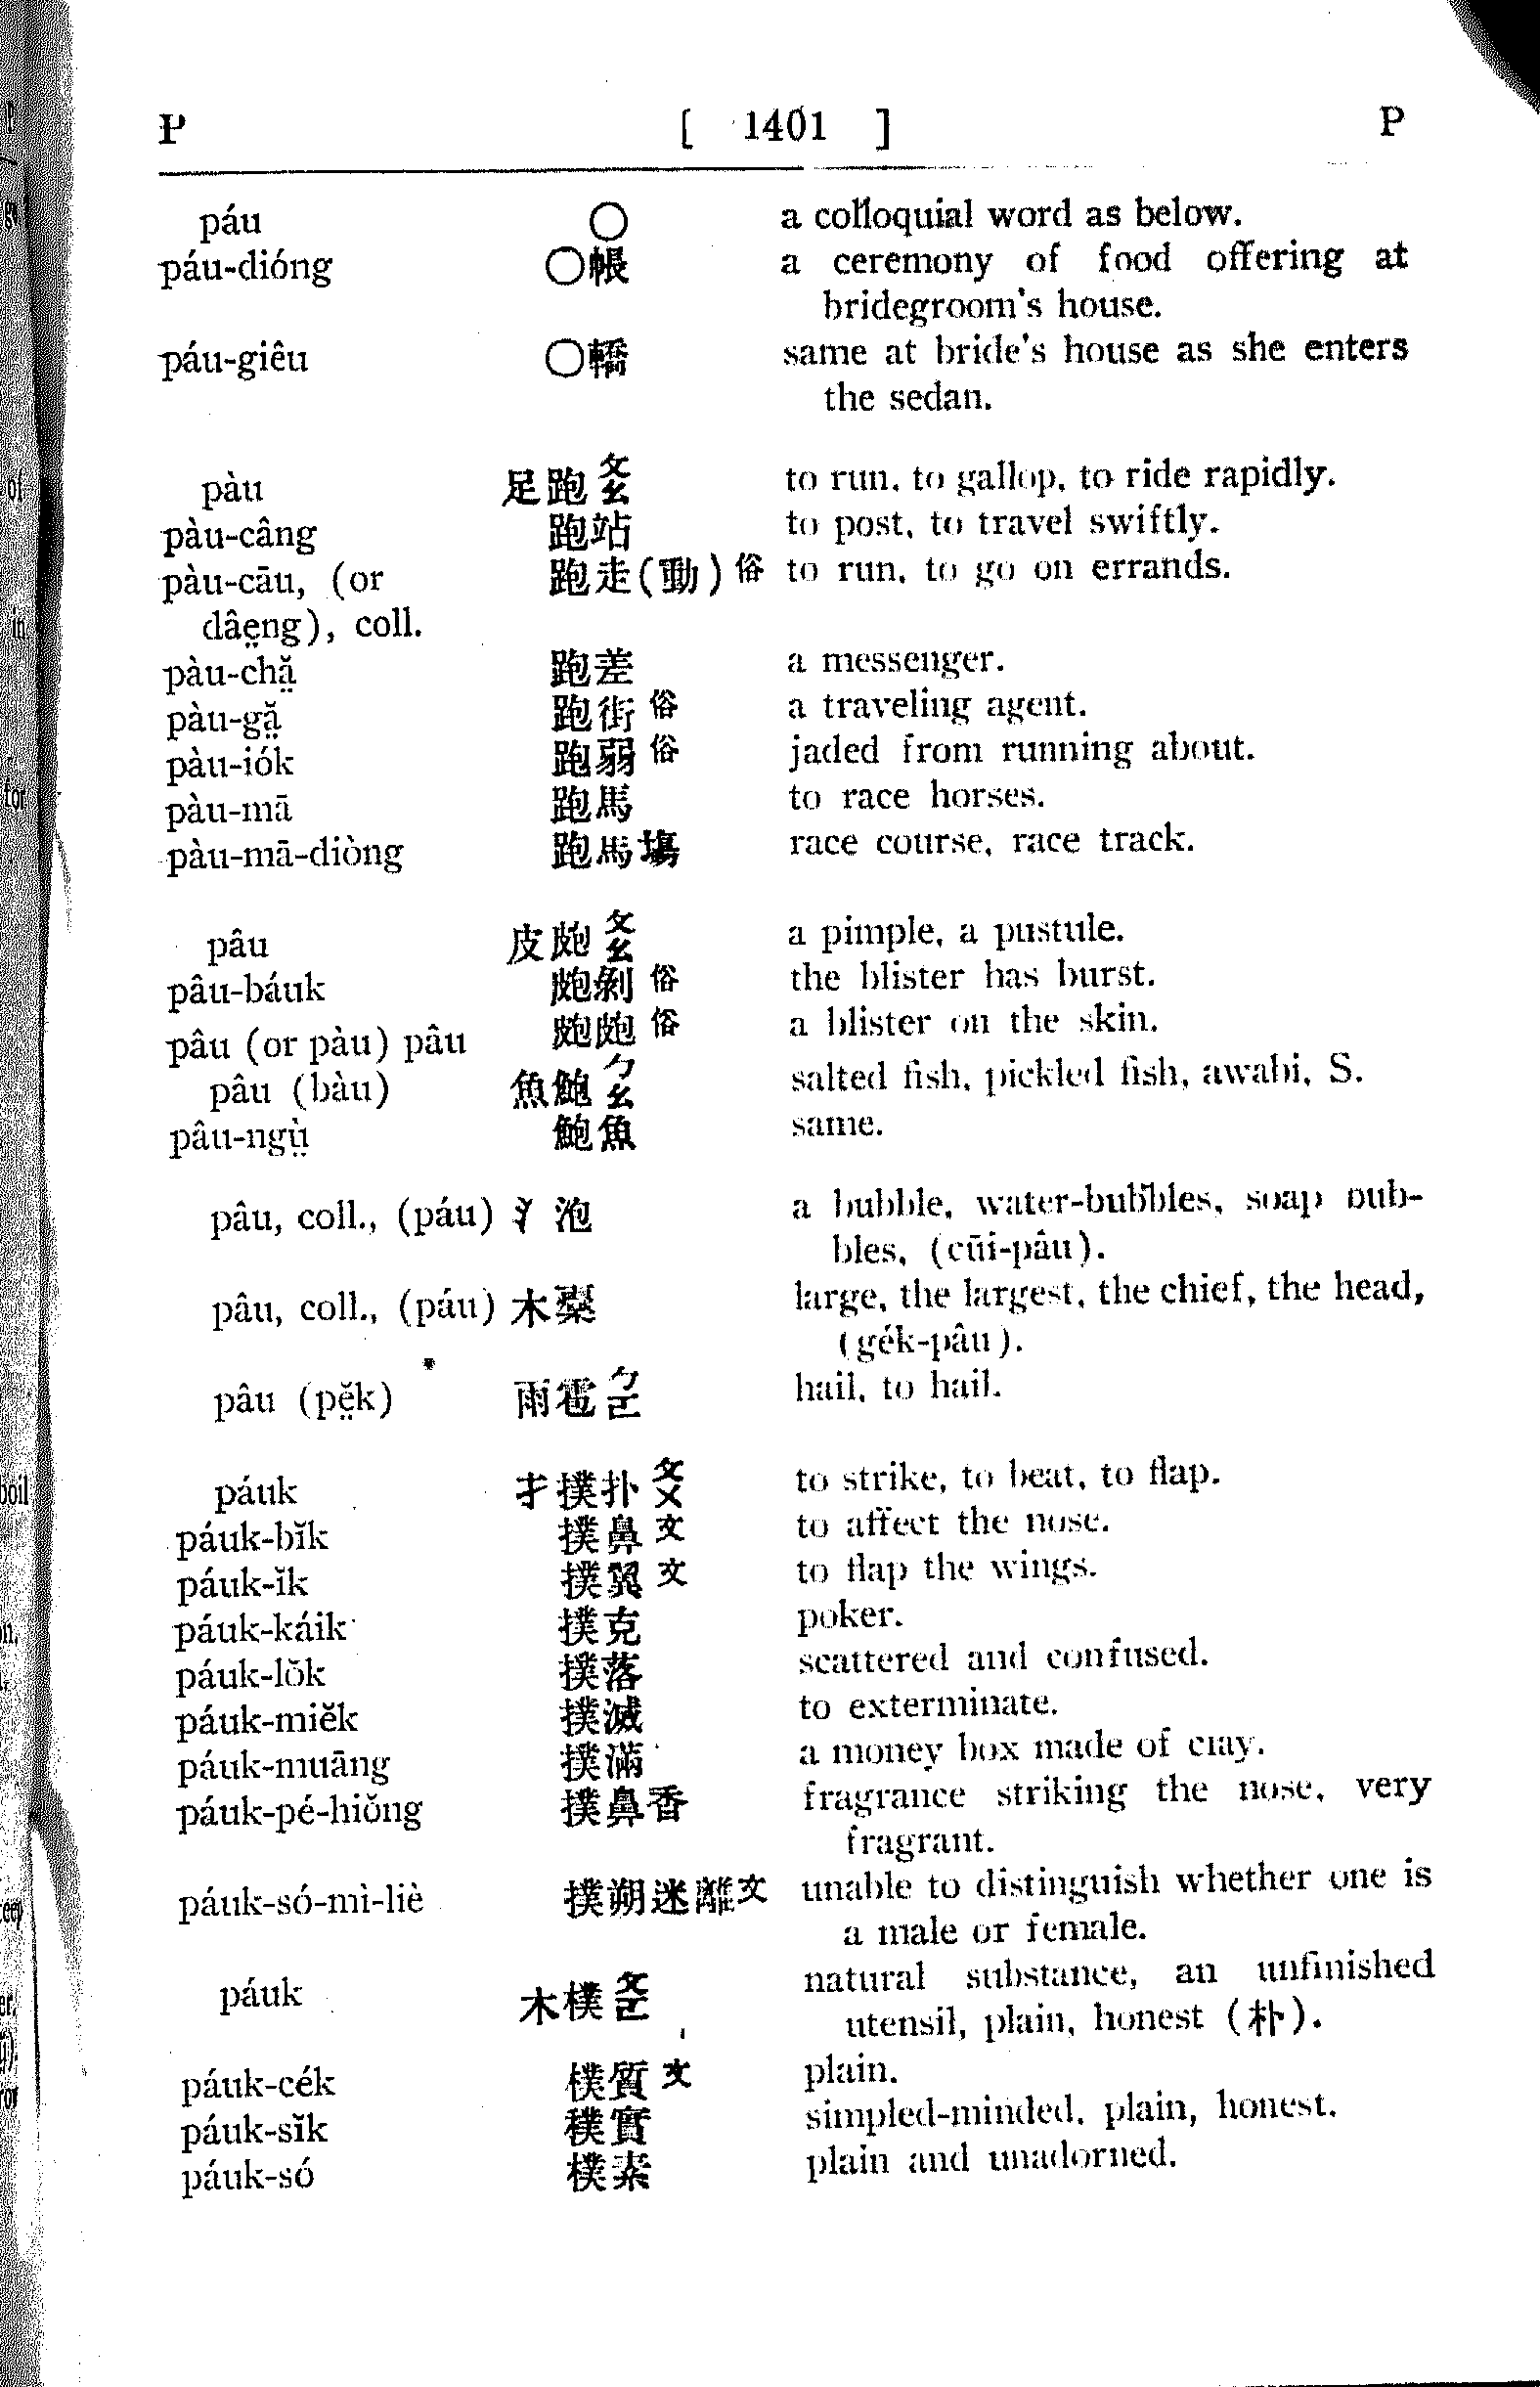 P [ 1401 ] P
páu 〇 a colloquial word as below.
páu-dióng 〇帳 a ceremony of food offering at
bridegroom's house.
páu-giêu 〇轎 same at bride's house as she enters
the sedan.
pàu 足跑ㄆㄠ to run, to gallop, to ride rapidly.
pàu-câng 跑站 to post, to travel swiftly.
pàu-cāu, (or 跑走(動)俗 to run, to go on errands.
dâe̤ng), coll.
pàu-chă̤ 跑差 a messenger.
pàu-gă̤ 跑街俗 a traveling agent.
pàu-iók 跑弱俗 jaded from running about.
pàu-mā 跑馬 to race horses.
pàu-mā-diòng 跑馬塲 race course, race track.
pâu 皮皰ㄆㄠ a pimple, a pustule.
pâu-báuk 皰剝俗 the blister has burst.
pâu (or pàu) pâu 皰皰俗 a blister on the skin.
pâu (bàu) 魚鮑ㄅㄠ salted fish, pickled fish, awabi, S.
pâu-ngṳ̀ 鮑魚 same.
pâu, coll., (páu) 氵泡 a bubble, water-bubbles, soap bub-
bles, (cūi-pâu).
pâu, coll., (páu) 木 large, the largest, the chief, the head,
(gék-pâu).
pâu (pĕ̤k) 雨雹ㄅㄛ hail, to hail.
páuk 扌撲扑ㄆㄨ to strike, to beat, to flap.
páuk-bĭk 撲鼻文 to affect the nose.
páuk-ĭk 撲翼文 to flap the wings.
páuk-káik 撲克 poker.
páuk-lŏk 撲落 scattered and confused.
páuk-miĕk 撲滅 to exterminate.
páuk-muāng 撲滿 a money box made of clay.
páuk-pé-hiŏng 撲鼻香 fragrance striking the nose, very
fragrant.
páuk-só-mì-liè 撲朔迷離文 unable to distinguish whether one is
a male or female.
páuk 木樸ㄆㄛ natural substance, an unfinished
utensil, plain, honest (朴).
páuk-cék 樸質文 plain.
páuk-sĭk 樸實 simpled-minded, plain, honest.
páuk-só 樸素 plain and unadorned.